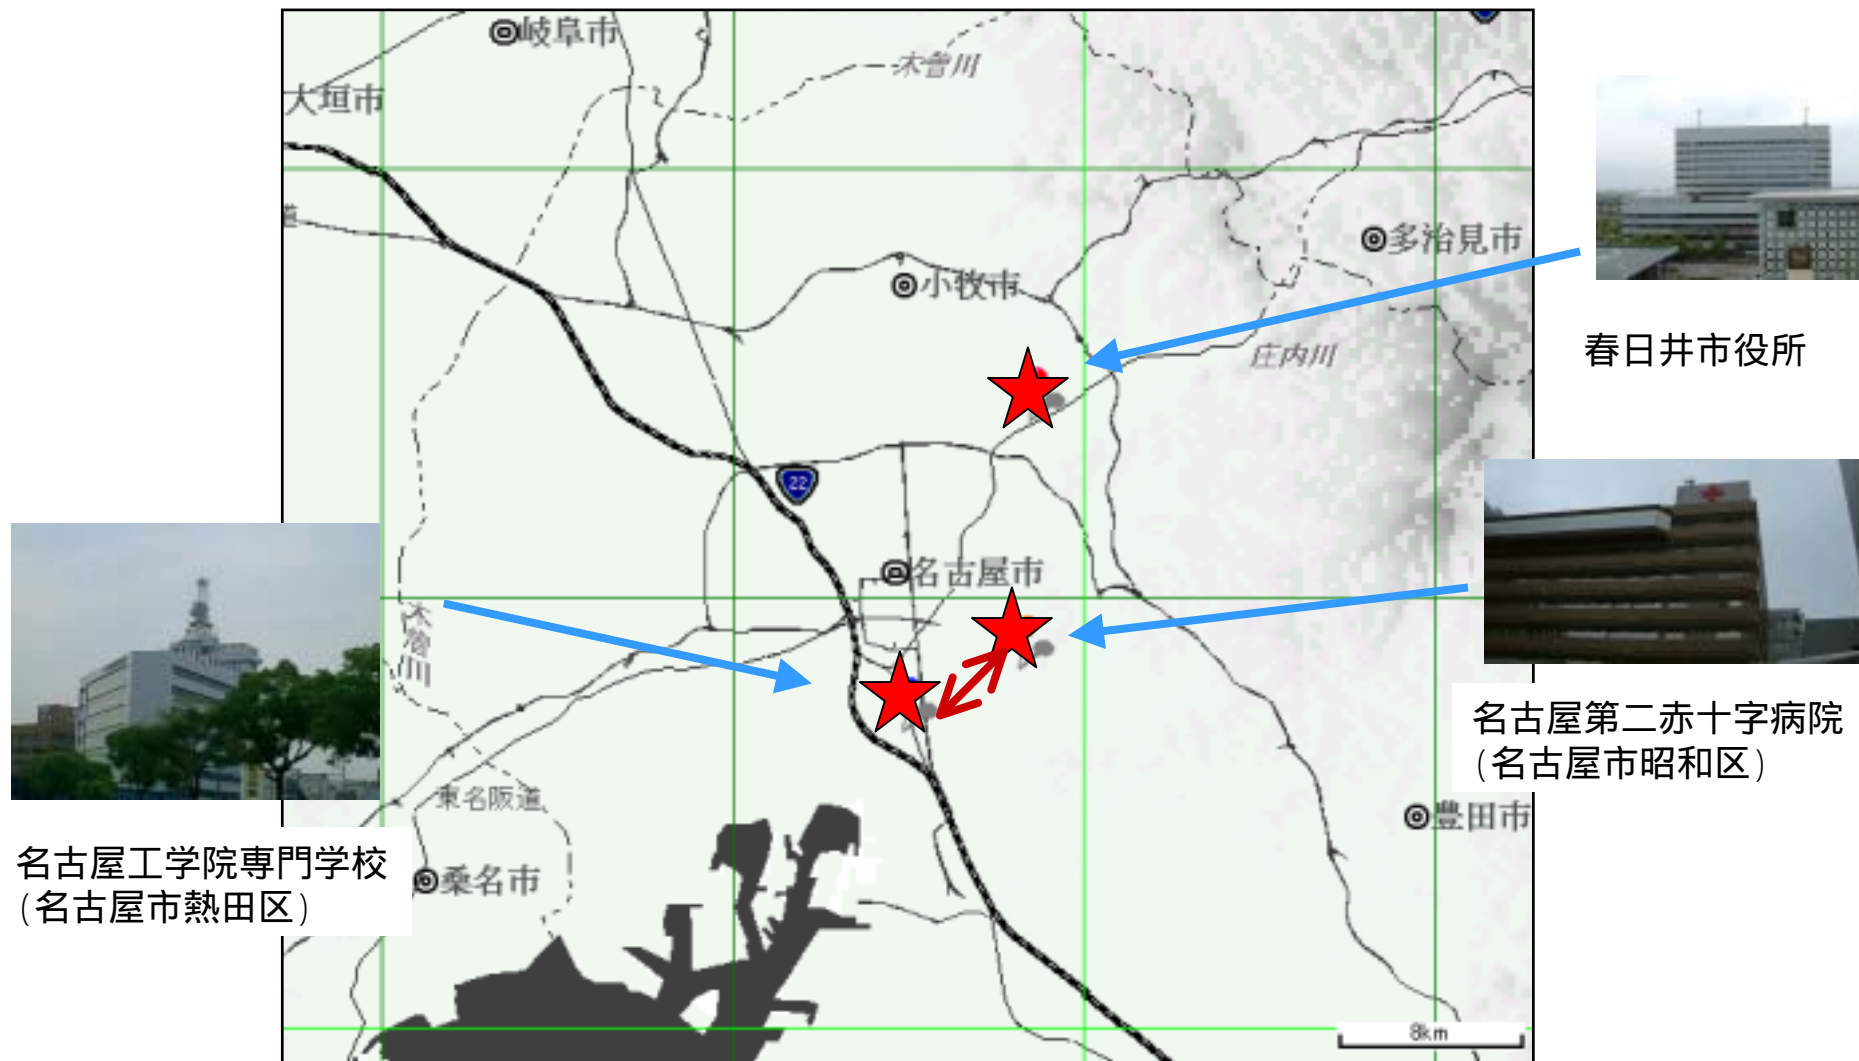 岐阜市
木曽川
大垣市
道
多治見市
小牧市
庄内川
春日井市役所
22
名古屋市
木曽川
名古屋第二赤十字病院
(名古屋市昭和区)
東名阪道
豊田市
名古屋工学院専門学校
(名古屋市熱田区)
桑名市
8km